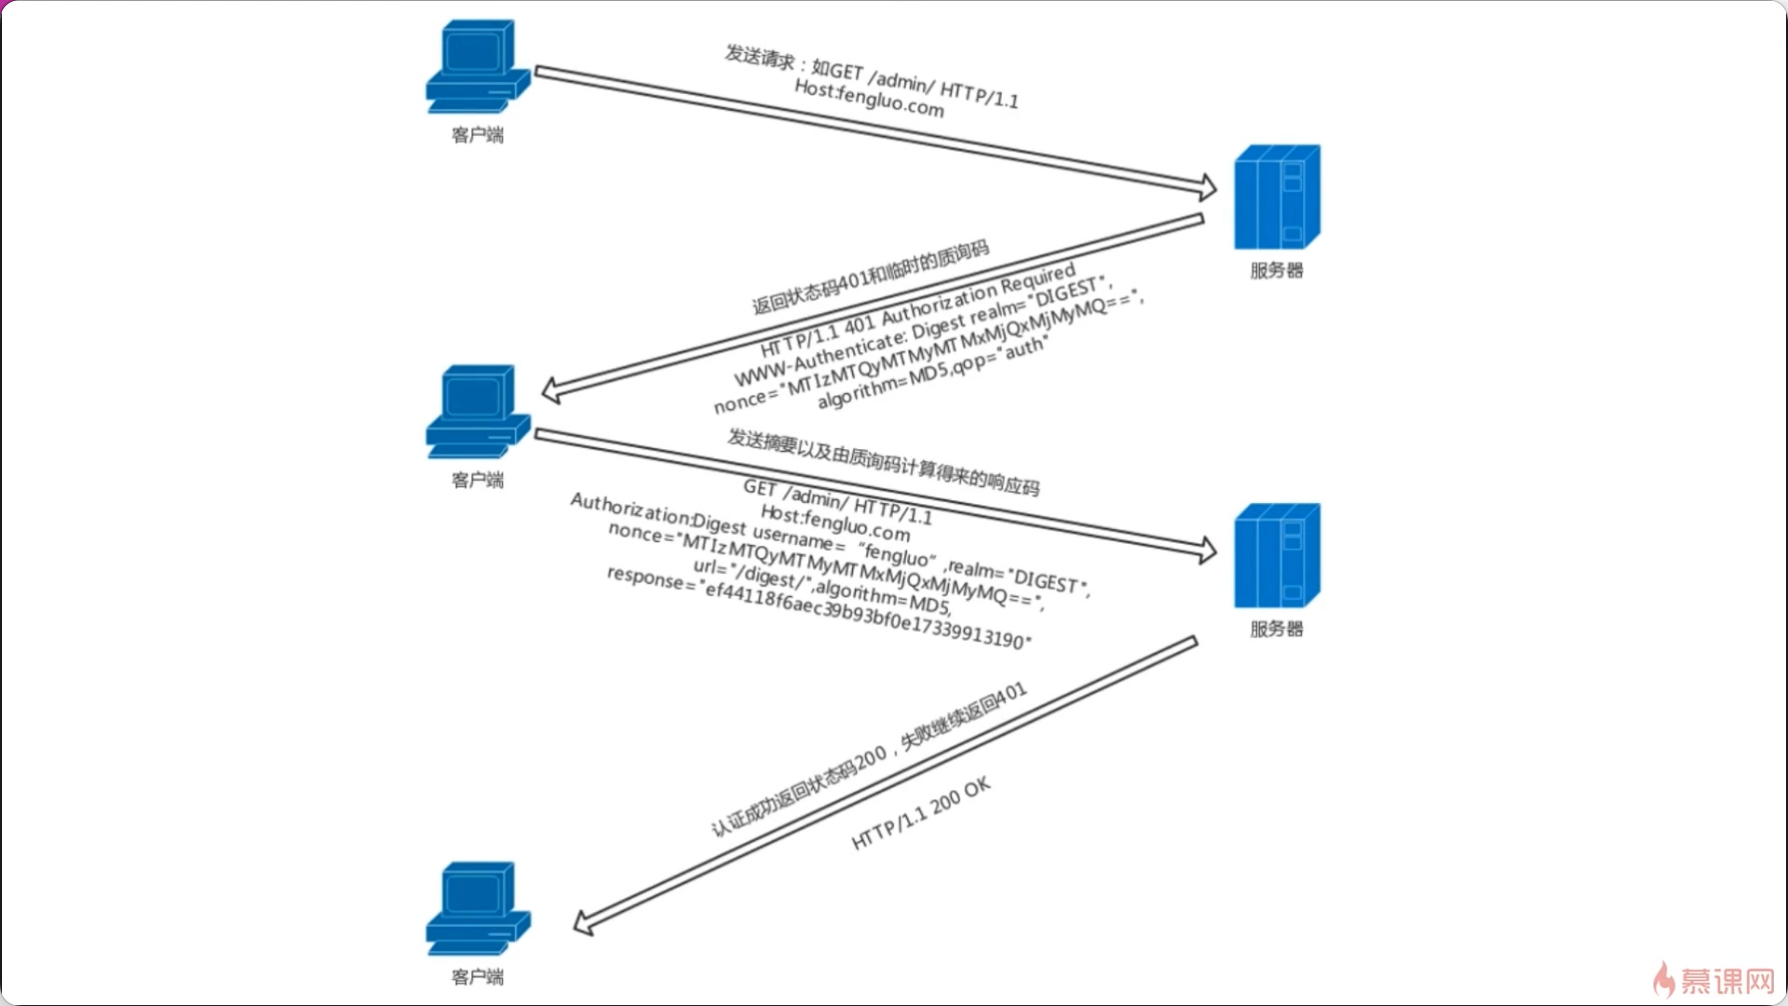 发送请求：如GET /admin/ HTTP/1.1
Host:fengluo.com
客户端
服务器
返回状态码401和临时的质询码
HTTP/1.1 401 Authorization Required
WWW-Authenticate: Digest realm="DIGEST",
nonce="MTIzMTQyMTMyMTMxMjQxMjMyMQ==",
algorithm=MD5,qop="auth"
客户端
发送摘要以及由质询码计算得来的响应码
GET /admin/ HTTP/1.1
Host:fengluo.com
Authorization:Digest username= “fengluo”,realm="DIGEST",
nonce="MTIzMTQyMTMyMTMxMjQxMjMyMQ==",
url="/digest/",algorithm=MD5,
response="ef44118f6aec39b93bf0e17339913190"
服务器
认证成功返回状态码200，失败继续返回401
HTTP/1.1 200 OK
客户端
慕课网